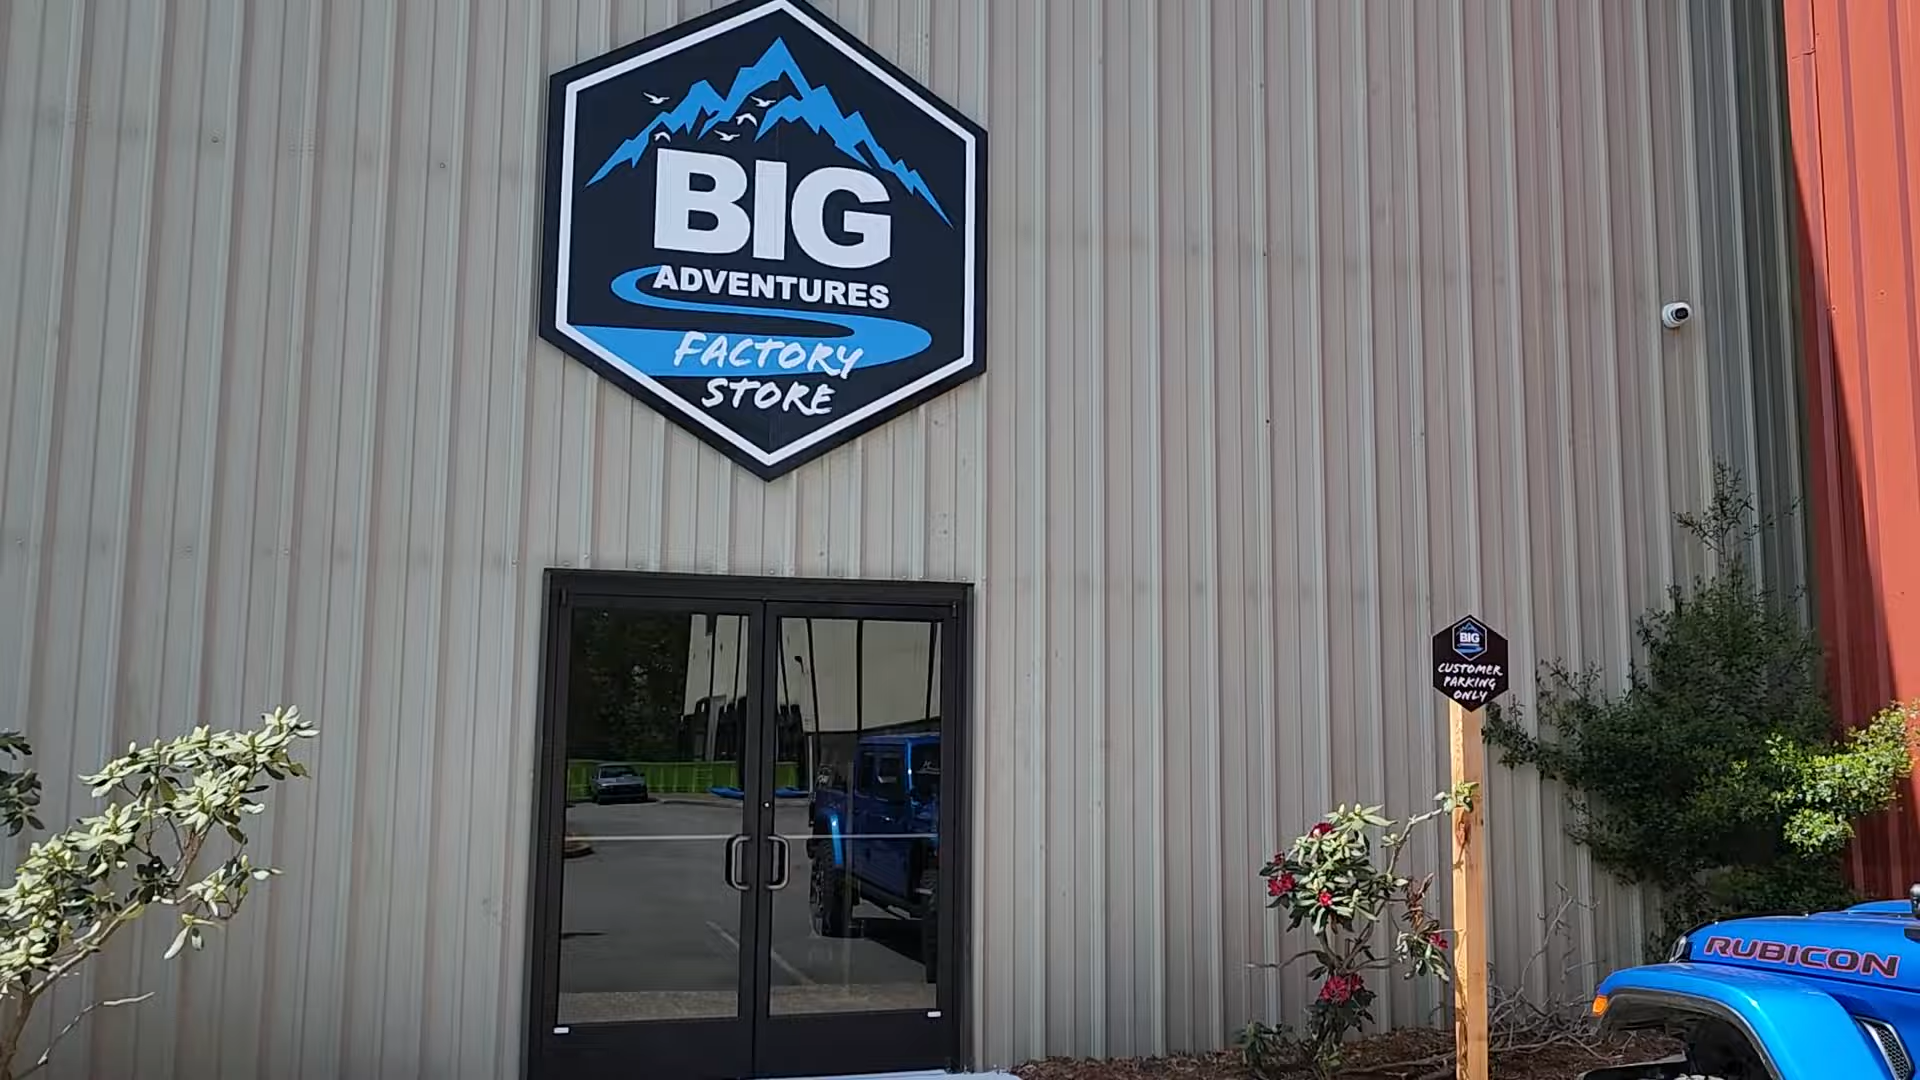 BIG
ADVENTURES
FACTORY
STORE
BIG
CUSTOMER
PARKING
ONLY
RUBICON